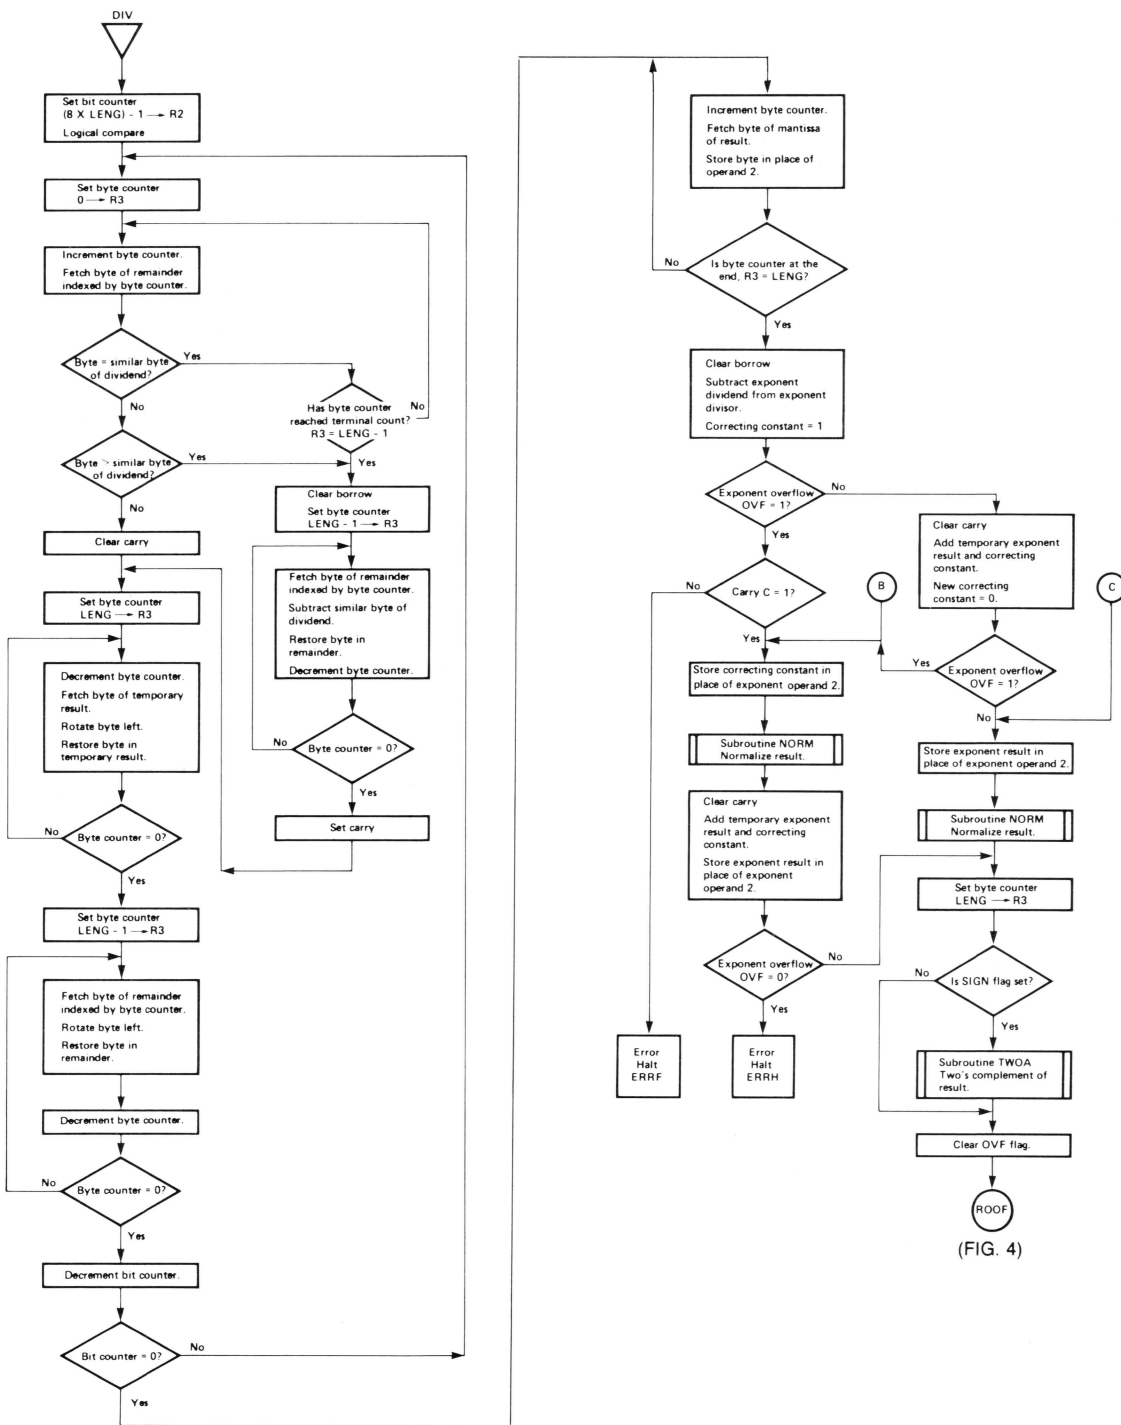 DIV
Set bit counter
(8 X LENG) - 1 → R2
Logical compare
Set byte counter
0 → R3
Increment byte counter.
Fetch byte of remainder
indexed by byte counter.
Byte = similar byte
of dividend?
Yes
No
Has byte counter
reached terminal count?
R3 = LENG - 1
No
Yes
Byte > similar byte
of dividend?
Yes
No
Clear borrow
Set byte counter
LENG - 1 → R3
Clear carry
Set byte counter
LENG → R3
Fetch byte of remainder
indexed by byte counter.
Subtract similar byte of
dividend.
Restore byte in
remainder.
Decrement byte counter.
Decrement byte counter.
Fetch byte of temporary
result.
Rotate byte left.
Restore byte in
temporary result.
No
Byte counter = 0?
Yes
Set carry
No
Byte counter = 0?
Yes
Set byte counter
LENG - 1 → R3
Fetch byte of remainder
indexed by byte counter.
Rotate byte left.
Restore byte in
remainder.
Decrement byte counter.
No
Byte counter = 0?
Yes
Decrement bit counter.
Bit counter = 0?
No
Yes
Increment byte counter.
Fetch byte of mantissa
of result.
Store byte in place of
operand 2.
No
Is byte counter at the
end, R3 = LENG?
Yes
Clear borrow
Subtract exponent
dividend from exponent
divisor.
Correcting constant = 1
Exponent overflow
OVF = 1?
No
Yes
Clear carry
Add temporary exponent
result and correcting
constant.
New correcting
constant = 0.
No
Carry C = 1?
Yes
B
C
Yes
Exponent overflow
OVF = 1?
No
Store correcting constant in
place of exponent operand 2.
Subroutine NORM
Normalize result.
Clear carry
Add temporary exponent
result and correcting
constant.
Store exponent result in
place of exponent
operand 2.
Exponent overflow
OVF = 0?
No
Yes
Error
Halt
ERRF
Error
Halt
ERRH
Store exponent result in
place of exponent operand 2.
Subroutine NORM
Normalize result.
Set byte counter
LENG → R3
No
Is SIGN flag set?
Yes
Subroutine TWOA
Two's complement of
result.
Clear OVF flag.
ROOF
(FIG. 4)